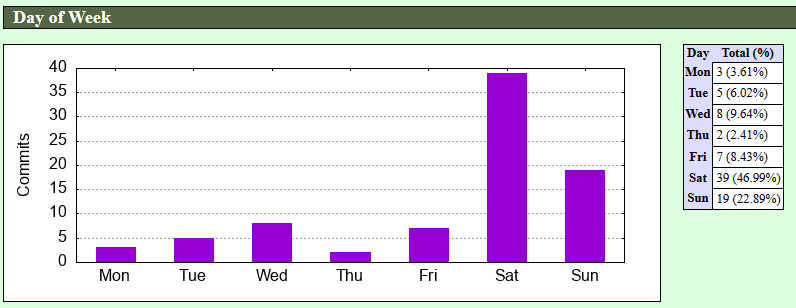 Day of Week
Commits
40
35
30
25
20
15
10
5
0
Mon Tue Wed Thu Fri Sat Sun
Day Total (%)
Mon 3 (3.61%)
Tue 5 (6.02%)
Wed 8 (9.64%)
Thu 2 (2.41%)
Fri 7 (8.43%)
Sat 39 (46.99%)
Sun 19 (22.89%)